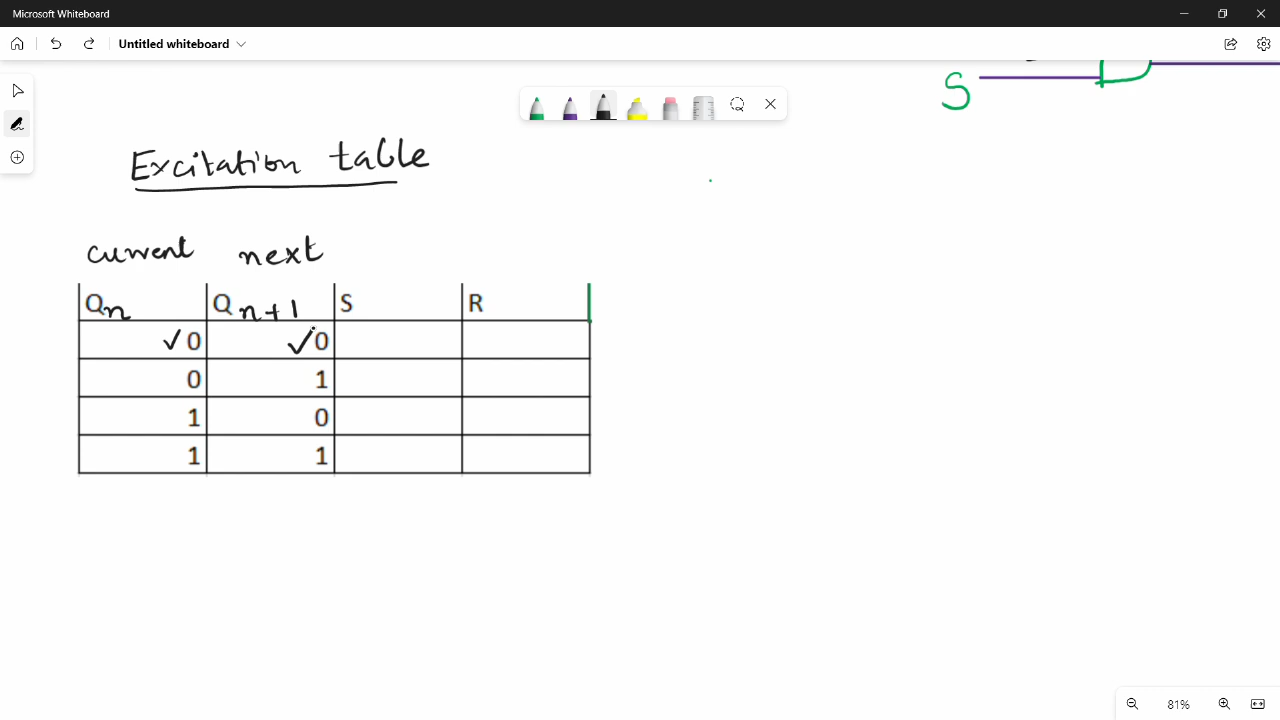 Microsoft Whiteboard
Untitled whiteboard
S
Excitation table
current next
Qn Qn+1 S R
✓0 ✓0
0 1
1 0
1 1
81%